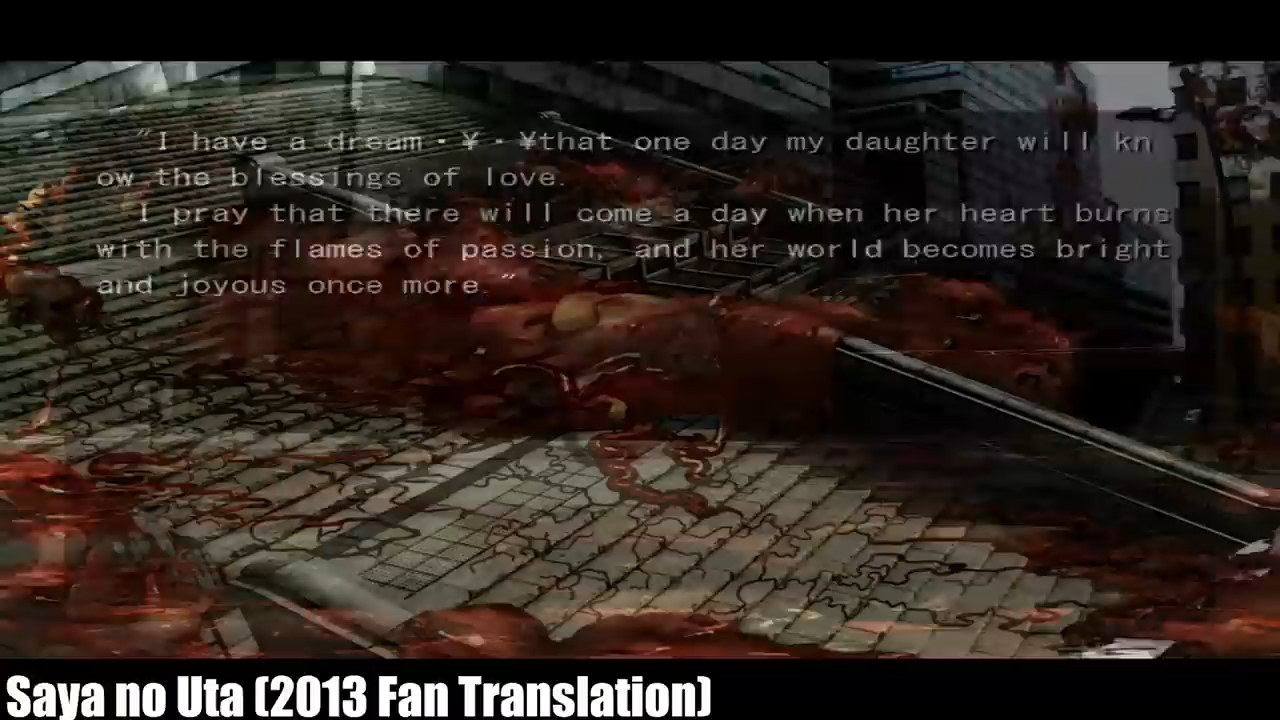 "I have a dream・¥・¥that one day my daughter will kn
ow the blessings of love.
I pray that there will come a day when her heart burns
with the flames of passion, and her world becomes bright
and joyous once more."
Saya no Uta (2013 Fan Translation)